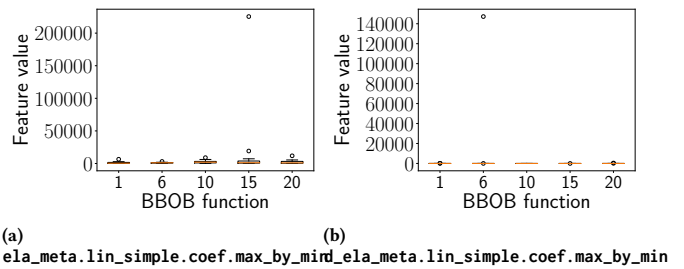 Feature value
200000
150000
100000
50000
0
1 6 10 15 20
BBOB function
Feature value
140000
120000
100000
80000
60000
40000
20000
0
1 6 10 15 20
BBOB function
(a)
ela_meta.lin_simple.coef.max_by_min
(b)
d_ela_meta.lin_simple.coef.max_by_min